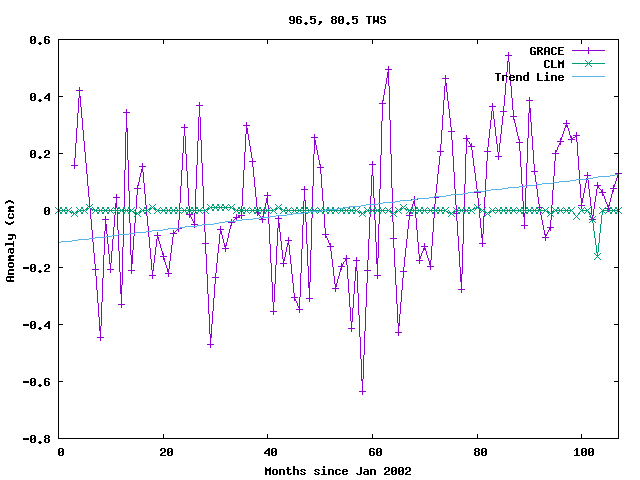 96.5, 80.5 TWS
GRACE
CLM
Trend Line
0.6
0.4
0.2
0
-0.2
-0.4
-0.6
-0.8
Anomaly (cm)
0 20 40 60 80 100
Months since Jan 2002